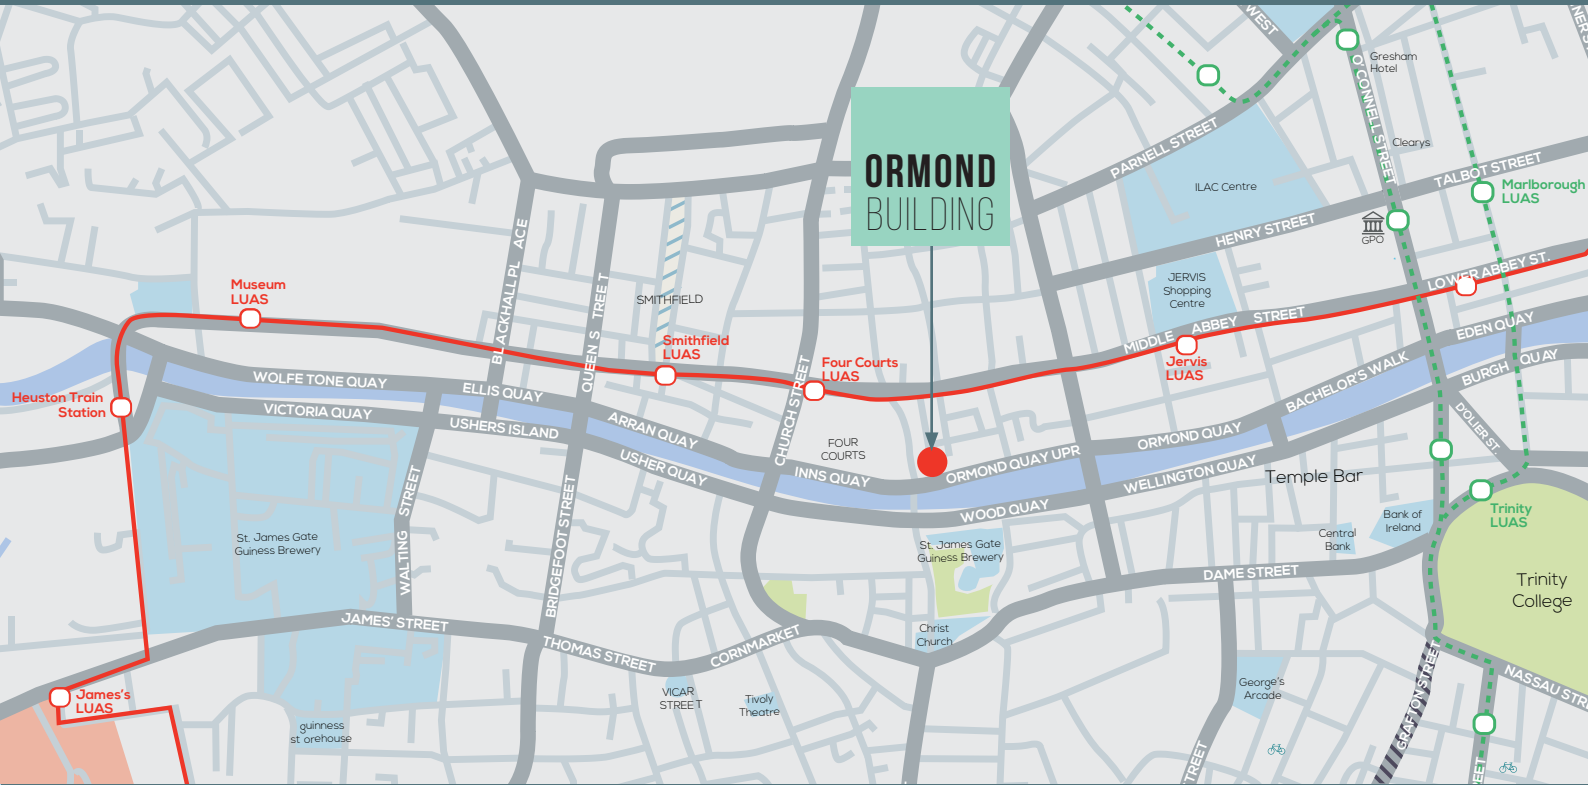 WEST
Gresham
Hotel
O'CONNELL STREET
Clearys
PARNELL STREET
TALBOT STREET
ORMOND
BUILDING
ILAC Centre
Marlborough
LUAS
HENRY STREET
GPO
BLACKHALL PL ACE
QUEEN S TREE T
SMITHFIELD
JERVIS
Shopping
Centre
LOWER ABBEY ST.
Museum
LUAS
MIDDLE ABBEY STREET
EDEN QUAY
Smithfield
LUAS
Four Courts
LUAS
Jervis
LUAS
BURGH QUAY
BACHELOR'S WALK
WOLFE TONE QUAY
ELLIS QUAY
Heuston Train
Station
VICTORIA QUAY
USHERS ISLAND
ARRAN QUAY
CHURCH STREET
FOUR
COURTS
ORMOND QUAY
D'OLIER ST.
USHER QUAY
INNS QUAY
ORMOND QUAY UPR
WELLINGTON QUAY
Temple Bar
WOOD QUAY
Trinity
LUAS
Bank of
Ireland
Central
Bank
WALTING STREET
BRIDGEFOOT STREET
St. James Gate
Guiness Brewery
St. James Gate
Guiness Brewery
DAME STREET
Trinity
College
JAMES' STREET
THOMAS STREET
CORNMARKET
Christ
Church
James's
LUAS
VICAR
STREE T
Tivoly
Theatre
George's
Arcade
GRAFTON STREET
NASSAU STR
guinness
st orehouse
TREET
EET